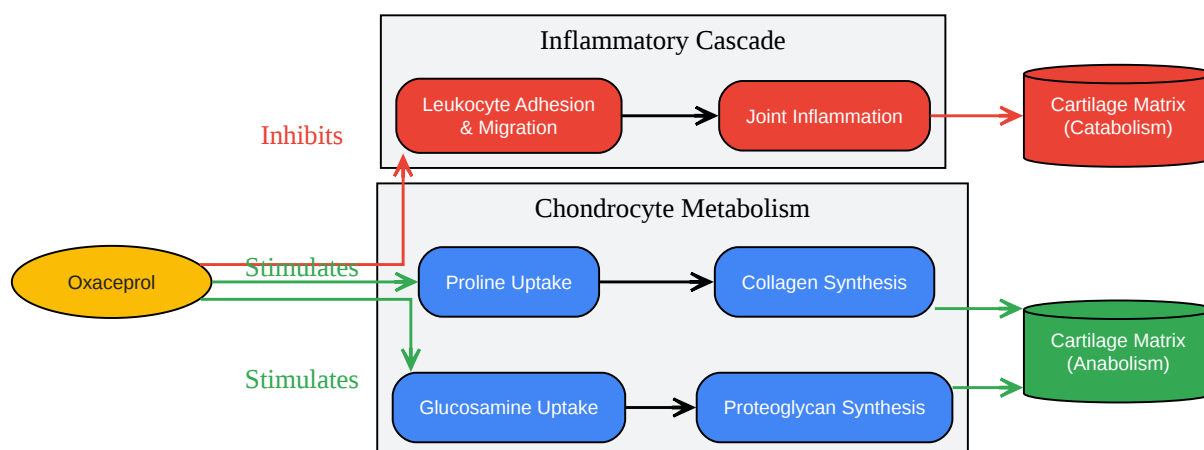 Inflammatory Cascade
Leukocyte Adhesion
& Migration
Joint Inflammation
Cartilage Matrix
(Catabolism)
Inhibits
Chondrocyte Metabolism
Oxaceprol
Stimulates
Proline Uptake
Collagen Synthesis
Cartilage Matrix
(Anabolism)
Stimulates
Glucosamine Uptake
Proteoglycan Synthesis